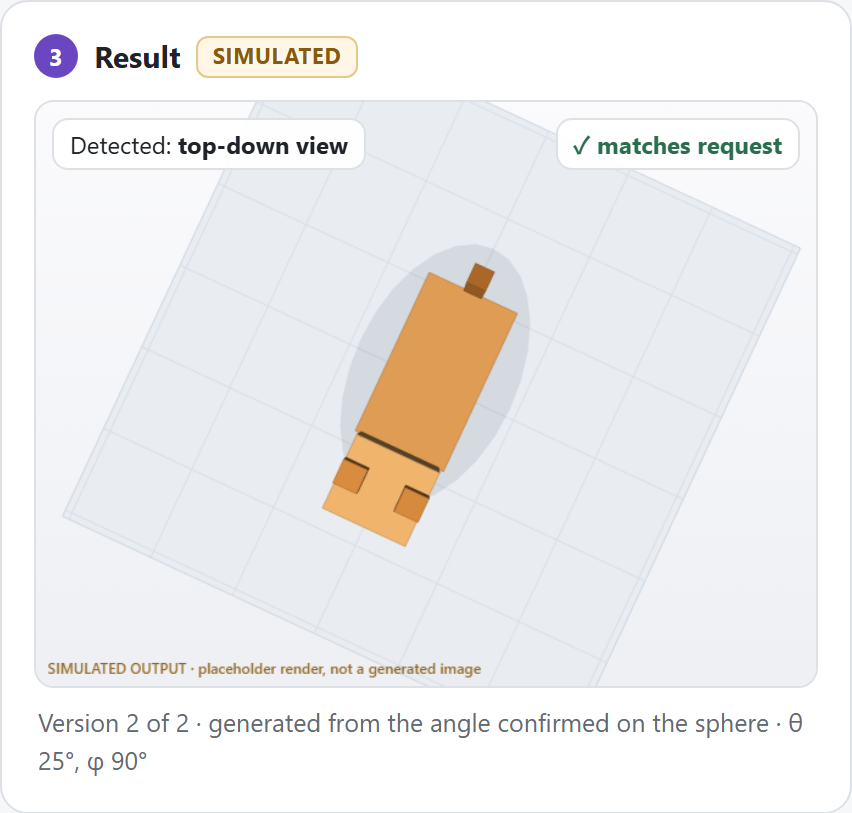 3 Result SIMULATED
Detected: top-down view
✓ matches request
SIMULATED OUTPUT · placeholder render, not a generated image
Version 2 of 2 · generated from the angle confirmed on the sphere · θ
25°, φ 90°